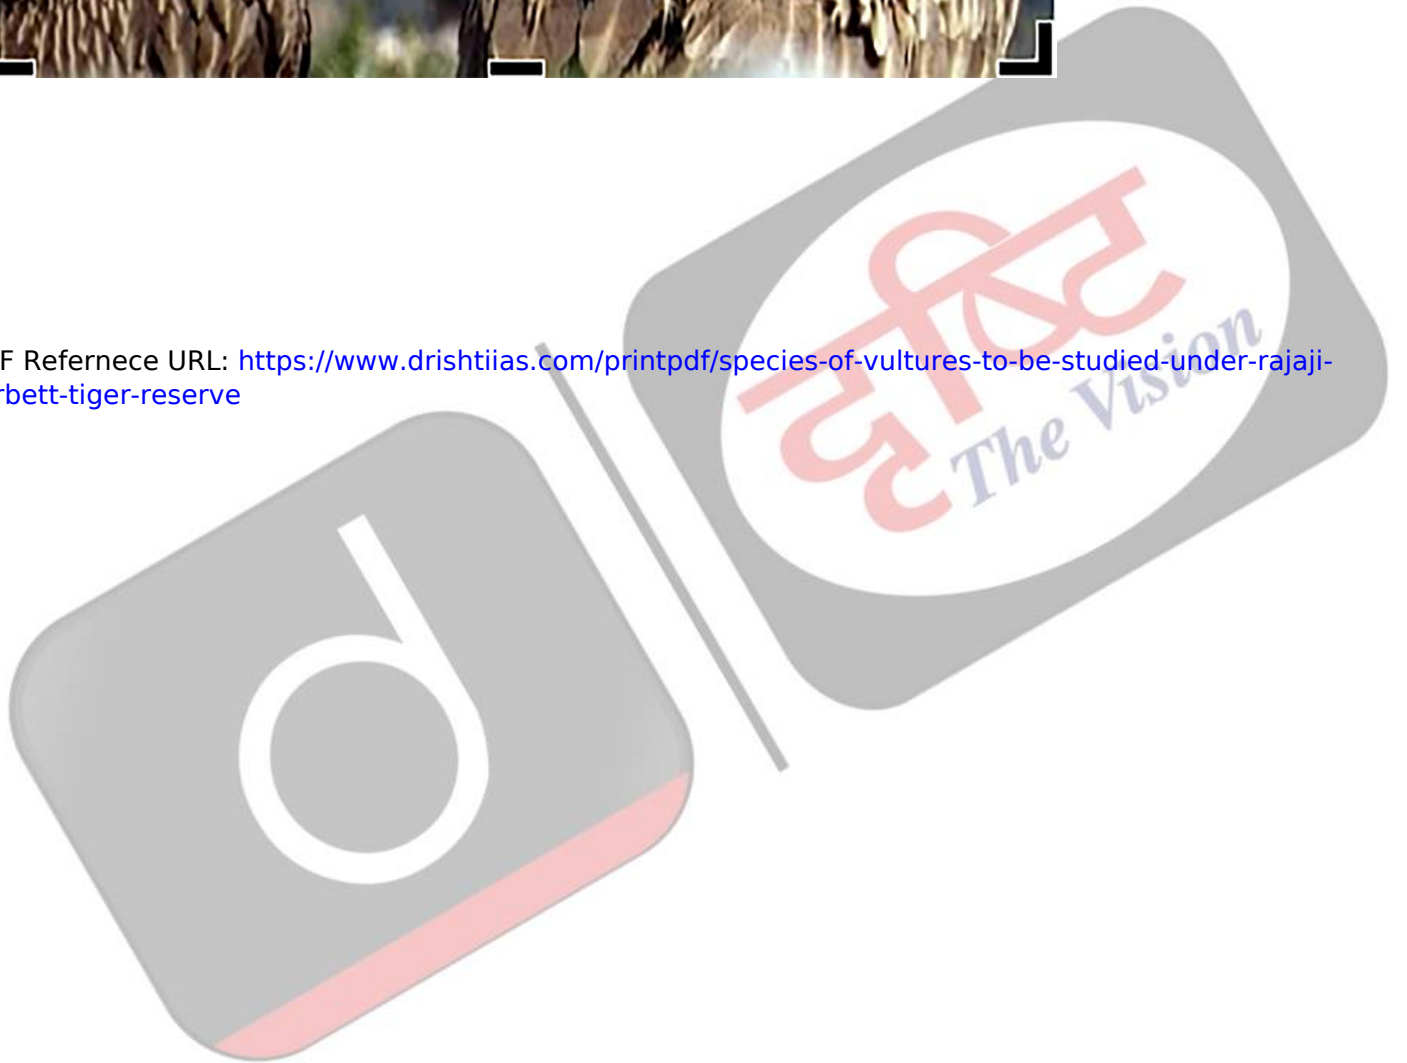 F Refernece URL: https://www.drishtiias.com/printpdf/species-of-vultures-to-be-studied-under-rajaji-
rbett-tiger-reserve
दृष्टि
The Vision
d